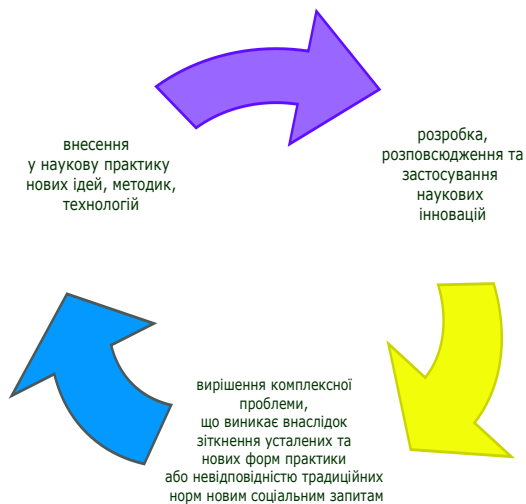 внесення
у наукову практику
нових ідей, методик,
технологій
розробка,
розповсюдження та
застосування
наукових
інновацій
вирішення комплексної
проблеми,
що виникає внаслідок
зіткнення усталених та
нових форм практики
або невідповідністю традиційних
норм новим соціальним запитам